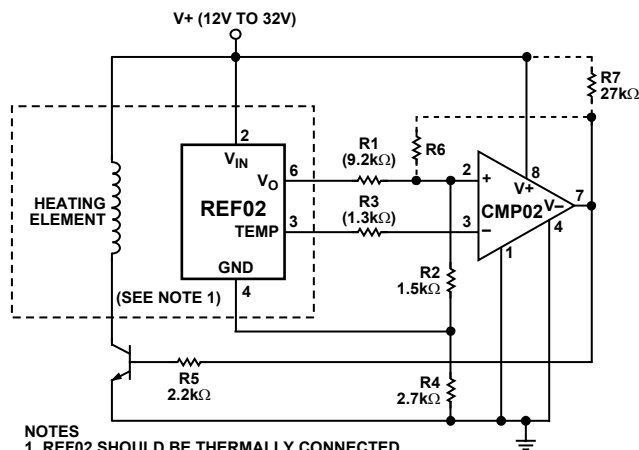 V+ (12V TO 32V)
R7
27kΩ
2
VIN
R1
(9.2kΩ)
R6
6
VO
2
8
+
V+
HEATING
ELEMENT
REF02
R3
(1.3kΩ)
CMP02
7
V–
3
TEMP
3
–
4
1
GND
R2
1.5kΩ
4
(SEE NOTE 1)
R5
2.2kΩ
R4
2.7kΩ
NOTES
1. REF02 SHOULD BE THERMALLY CONNECTED